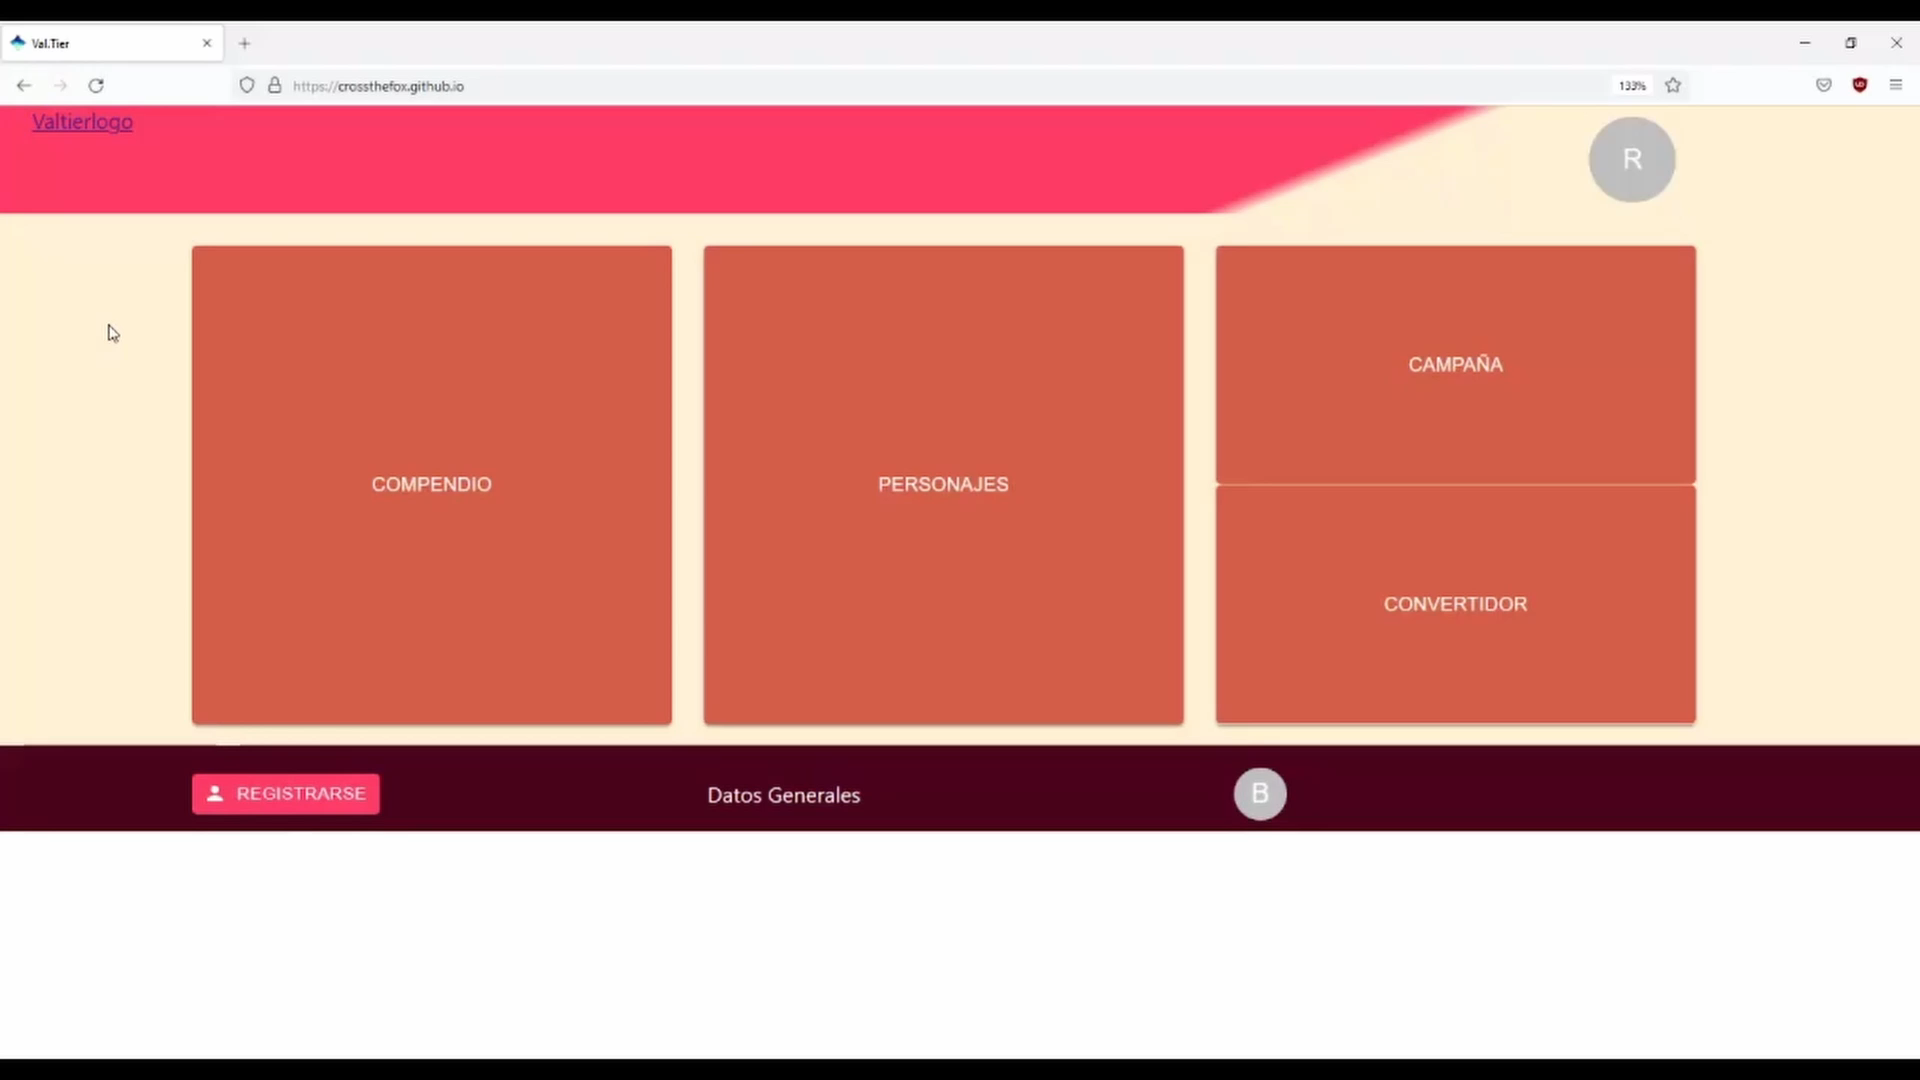 Val.Tier
https://crossthefox.github.io
133%
Valtierlogo
R
COMPENDIO
PERSONAJES
CAMPAÑA
CONVERTIDOR
REGISTRARSE
Datos Generales
B